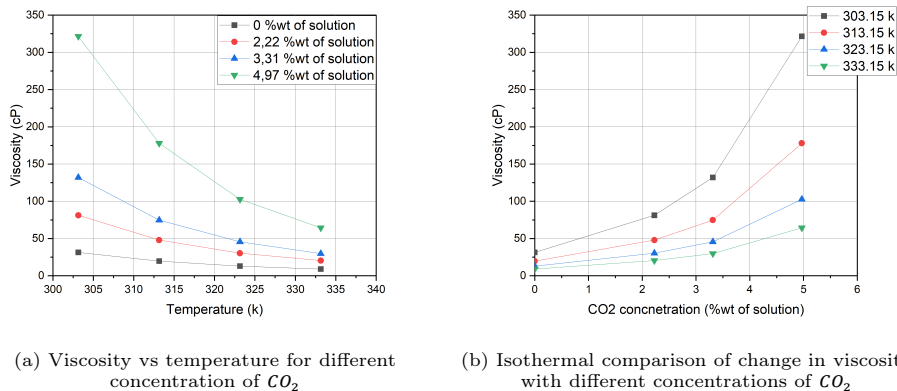 350
300
250
200
150
100
50
0
Viscosity (cP)
0 %wt of solution
2,22 %wt of solution
3,31 %wt of solution
4,97 %wt of solution
300 305 310 315 320 325 330 335 340
Temperature (k)
350
300
250
200
150
100
50
0
Viscosity (cP)
303.15 k
313.15 k
323.15 k
333.15 k
0 1 2 3 4 5 6
CO2 concnetration (%wt of solution)
(a) Viscosity vs temperature for different
concentration of CO₂
(b) Isothermal comparison of change in viscosit
with different concentrations of CO₂